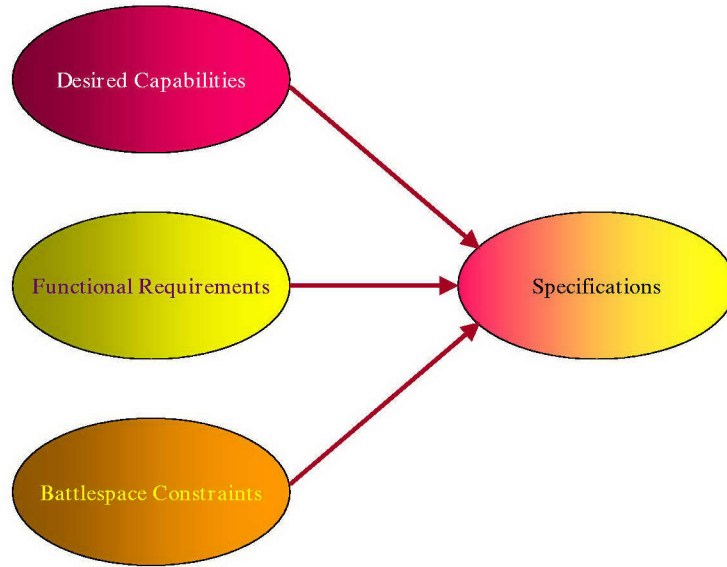 Desired Capabilities
Functional Requirements
Specifications
Battlespace Constraints